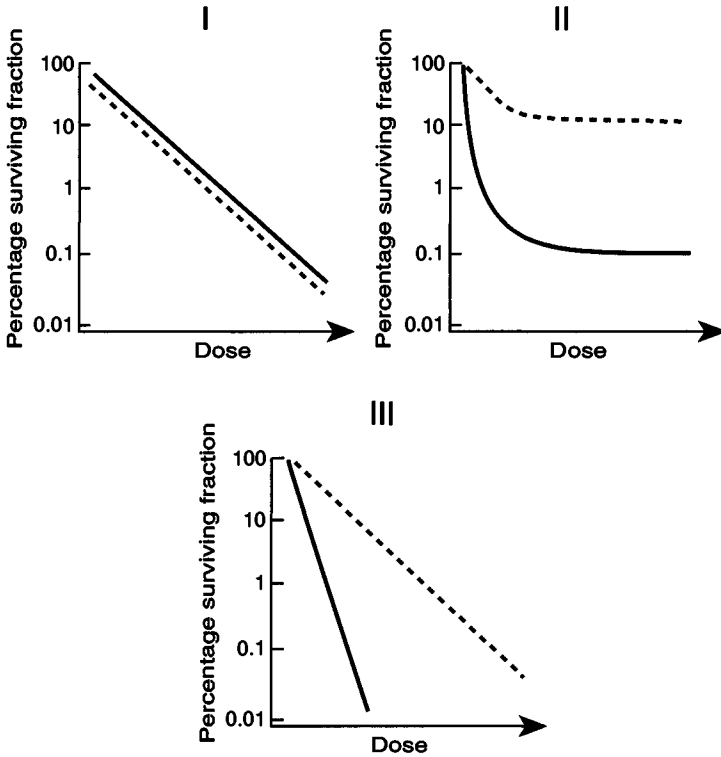 I
Percentage surviving fraction
100
10
1
0.1
0.01
Dose
II
Percentage surviving fraction
100
10
1
0.1
0.01
Dose
III
Percentage surviving fraction
100
10
1
0.1
0.01
Dose